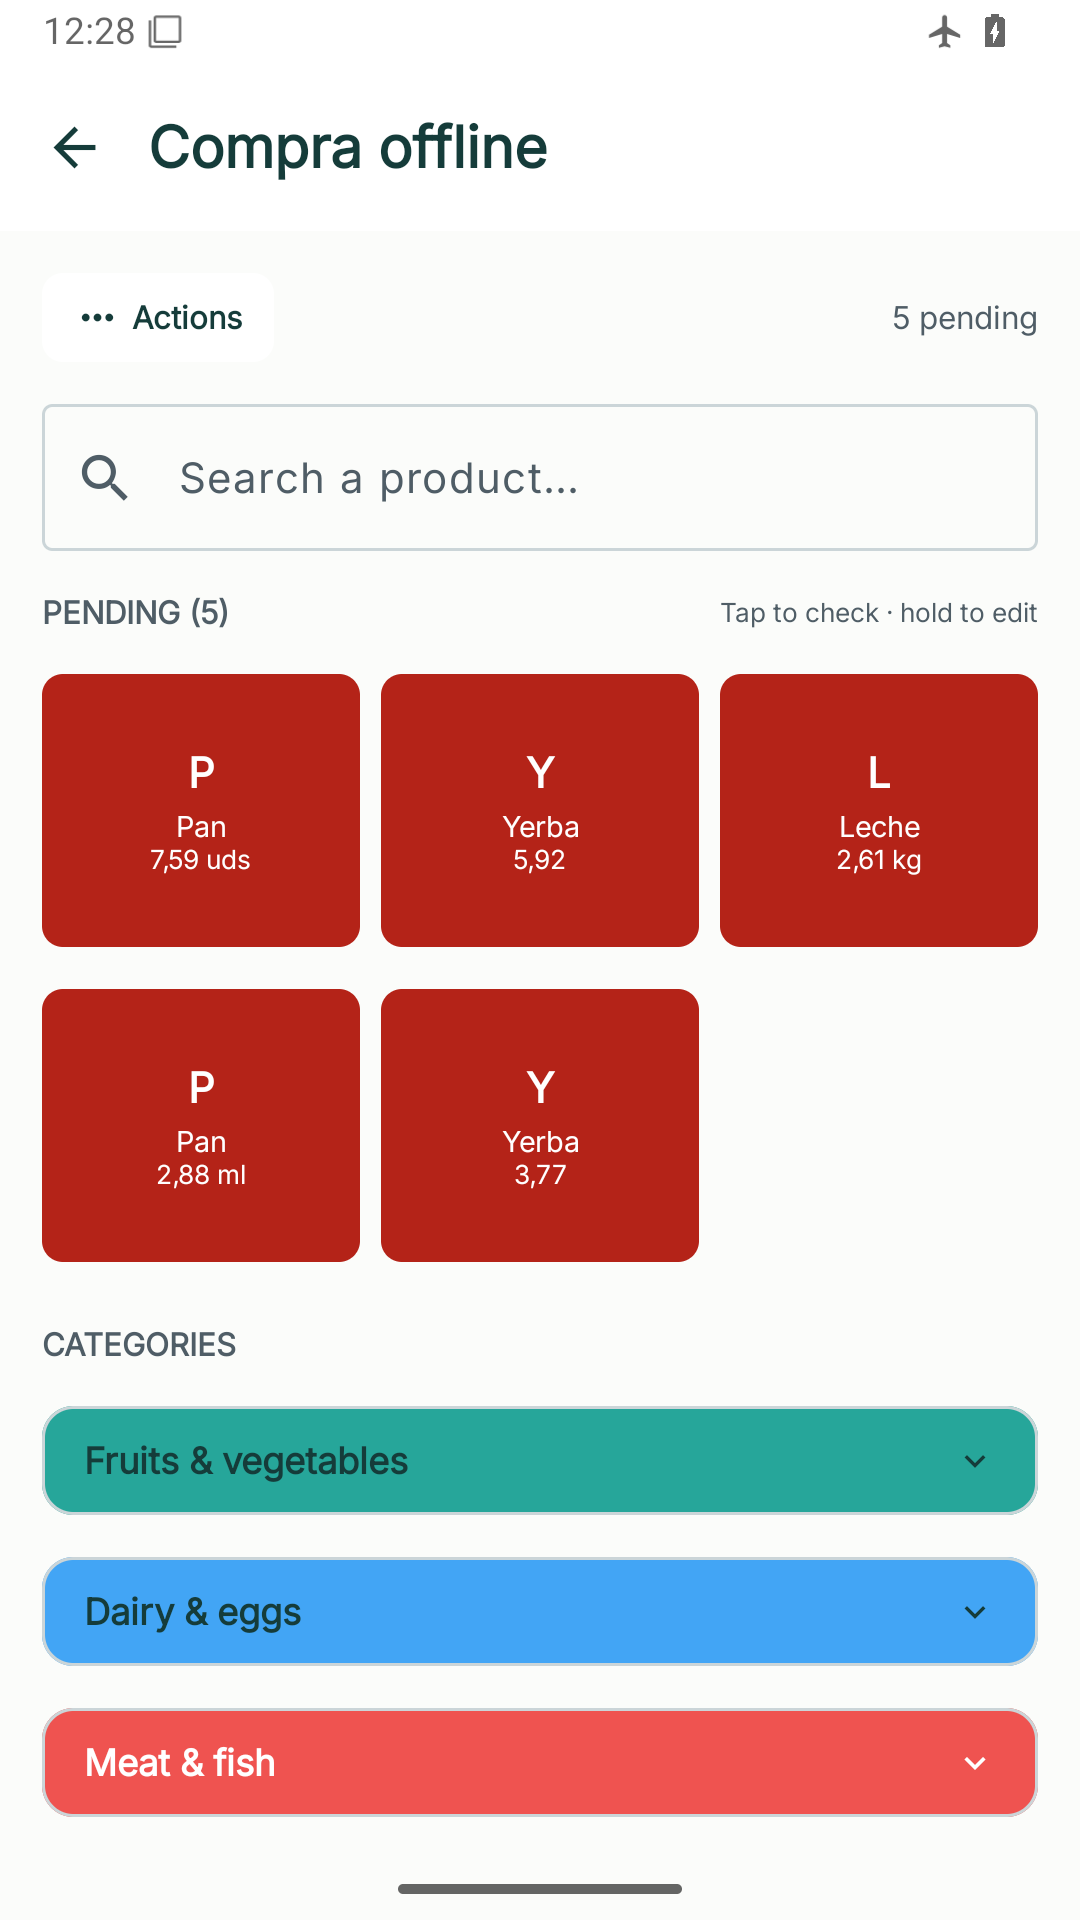 12:28
Compra offline
Actions
5 pending
Search a product...
PENDING (5)
Tap to check · hold to edit
P
Pan
7,59 uds
Y
Yerba
5,92
L
Leche
2,61 kg
P
Pan
2,88 ml
Y
Yerba
3,77
CATEGORIES
Fruits & vegetables
Dairy & eggs
Meat & fish